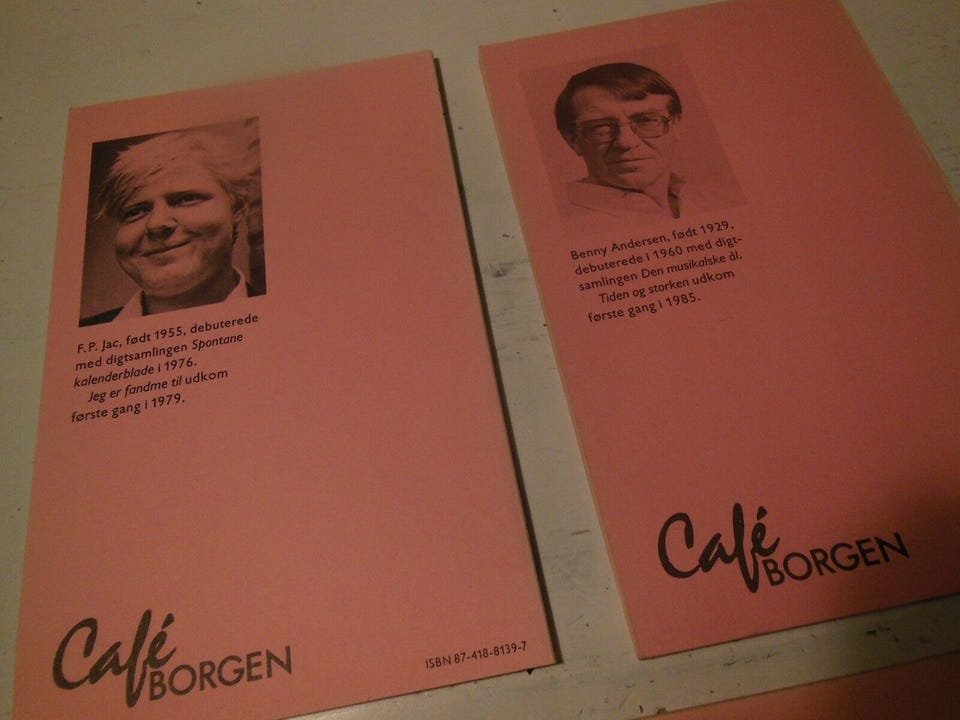 F.P. Jac, født 1955, debuterede
med digtsamlingen Spontane
kalenderblade i 1976.
Jeg er fandme til udkom
første gang i 1979.
Café
BORGEN
ISBN 87-418-8139-7
Benny Andersen, født 1929,
debuterede i 1960 med digt-
samlingen Den musikalske ål.
Tiden og storken udkom
første gang i 1985.
Café
BORGEN